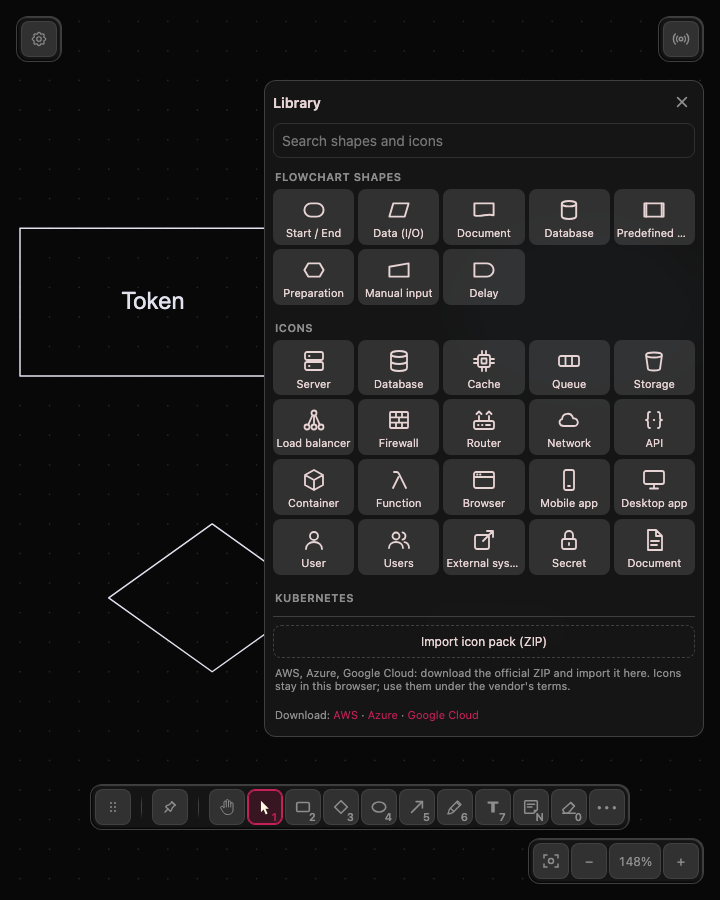 Library
Search shapes and icons
FLOWCHART SHAPES
Start / End
Data (I/O)
Document
Database
Predefined ...
Preparation
Manual input
Delay
Token
ICONS
Server
Database
Cache
Queue
Storage
Load balancer
Firewall
Router
Network
API
Container
Function
Browser
Mobile app
Desktop app
User
Users
External sys...
Secret
Document
KUBERNETES
Import icon pack (ZIP)
AWS, Azure, Google Cloud: download the official ZIP and import it here. Icons
stay in this browser; use them under the vendor's terms.
Download: AWS · Azure · Google Cloud
1
2
3
4
5
6
T 7
N
0
148%